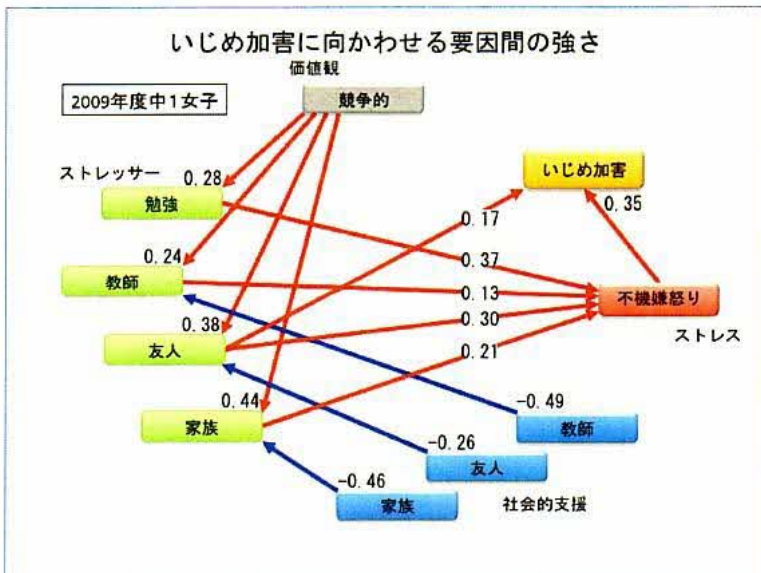 いじめ加害に向かわせる要因間の強さ
価値観
2009年度中1女子
競争的
ストレッサー
0.28
勉強
いじめ加害
0.17
0.35
0.24
教師
0.37
0.13
不機嫌怒り
ストレス
0.38
友人
0.30
0.21
0.44
家族
-0.49
教師
-0.26
友人
-0.46
家族
社会的支援